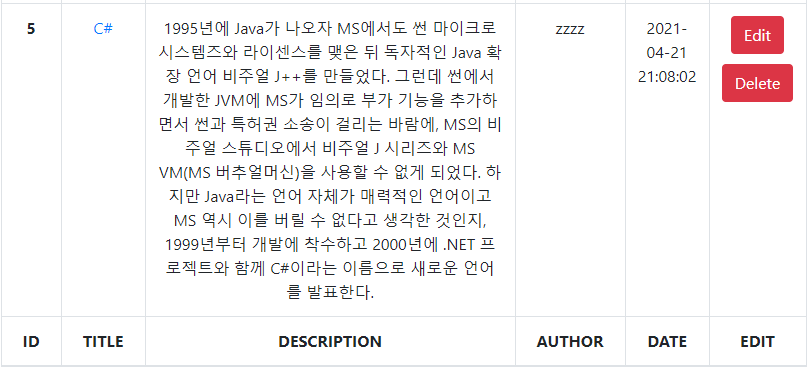 5
C#
1995년에 Java가 나오자 MS에서도 썬 마이크로
시스템즈와 라이센스를 맺은 뒤 독자적인 Java 확
장 언어 비주얼 J++를 만들었다. 그런데 썬에서
개발한 JVM에 MS가 임의로 부가 기능을 추가하
면서 썬과 특허권 소송이 걸리는 바람에, MS의 비
주얼 스튜디오에서 비주얼 J 시리즈와 MS
VM(MS 버추얼머신)을 사용할 수 없게 되었다. 하
지만 Java라는 언어 자체가 매력적인 언어이고
MS 역시 이를 버릴 수 없다고 생각한 것인지,
1999년부터 개발에 착수하고 2000년에 .NET 프
로젝트와 함께 C#이라는 이름으로 새로운 언어
를 발표한다.
zzzz
2021-
04-21
21:08:02
Edit
Delete
ID TITLE DESCRIPTION AUTHOR DATE EDIT